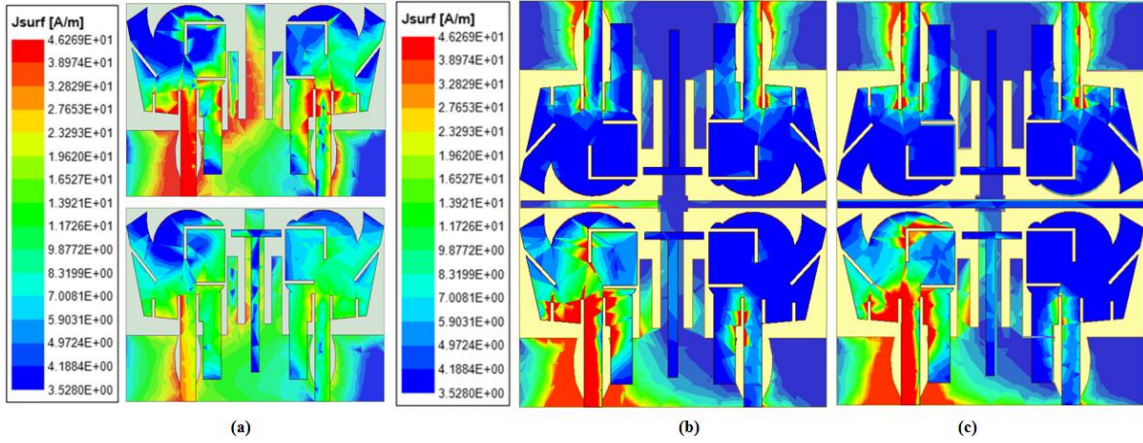 Jsurf [A/m]
4.6269E+01
3.8974E+01
3.2829E+01
2.7653E+01
2.3293E+01
1.9620E+01
1.6527E+01
1.3921E+01
1.1726E+01
9.8772E+00
8.3199E+00
7.0081E+00
5.9031E+00
4.9724E+00
4.1884E+00
3.5280E+00
Jsurf [A/m]
4.6269E+01
3.8974E+01
3.2829E+01
2.7653E+01
2.3293E+01
1.9620E+01
1.6527E+01
1.3921E+01
1.1726E+01
9.8772E+00
8.3199E+00
7.0081E+00
5.9031E+00
4.9724E+00
4.1884E+00
3.5280E+00
(a)
(b)
(c)